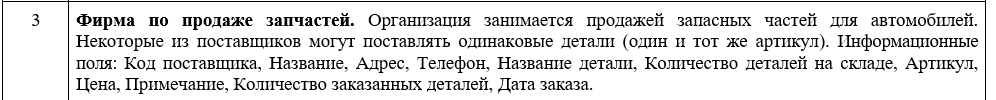 3
Фирма по продаже запчастей. Организация занимается продажей запасных частей для автомобилей.
Некоторые из поставщиков могут поставлять одинаковые детали (один и тот же артикул). Информационные
поля: Код поставщика, Название, Адрес, Телефон, Название детали, Количество деталей на складе, Артикул,
Цена, Примечание, Количество заказанных деталей, Дата заказа.